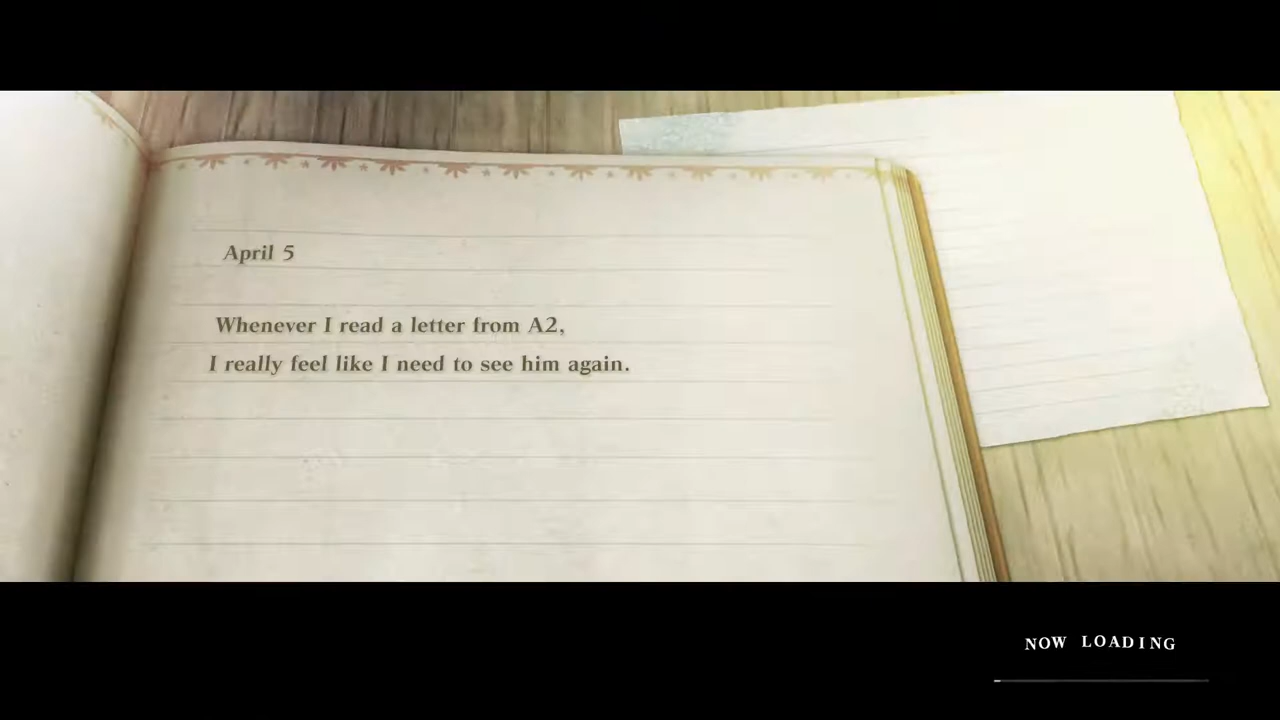 April 5
Whenever I read a letter from A2,
I really feel like I need to see him again.
NOW LOADING